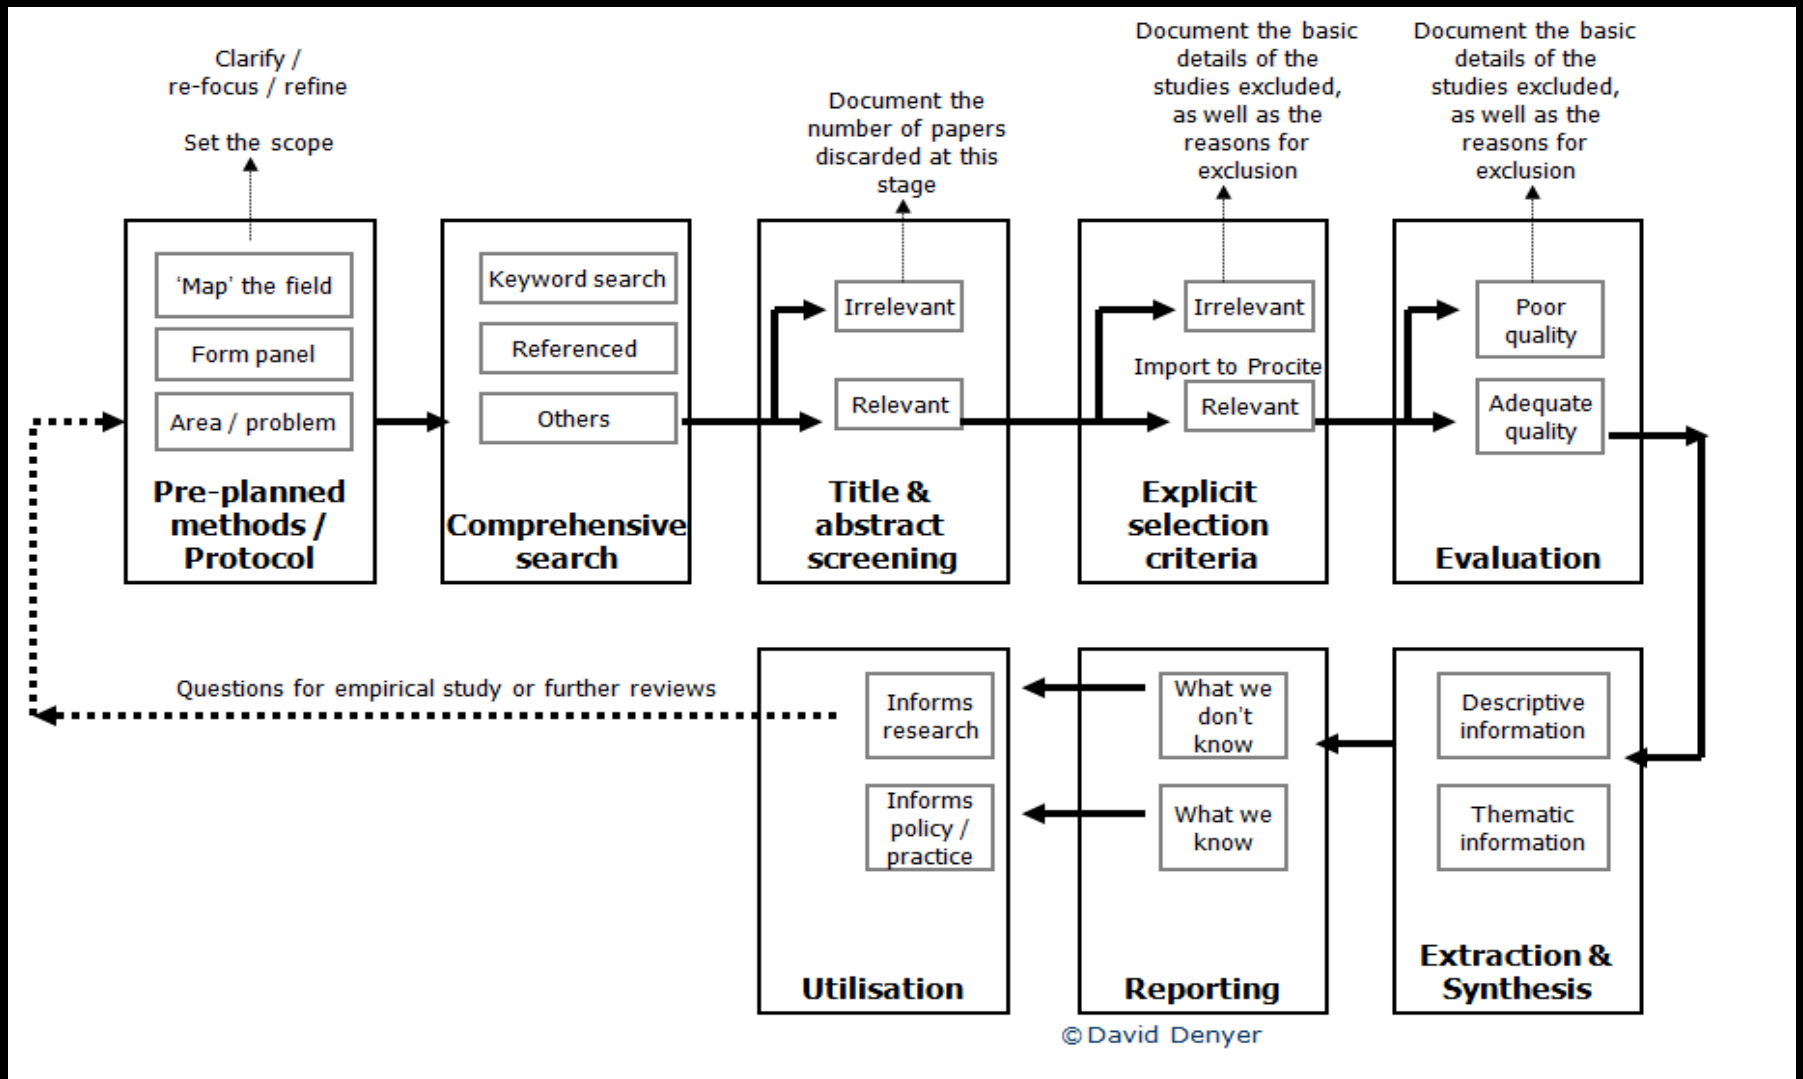 Clarify /
re-focus / refine
Set the scope
Document the
number of papers
discarded at this
stage
Document the basic
details of the
studies excluded,
as well as the
reasons for
exclusion
Document the basic
details of the
studies excluded,
as well as the
reasons for
exclusion
‘Map’ the field
Form panel
Area / problem
Pre-planned
methods /
Protocol
Keyword search
Referenced
Others
Comprehensive
search
Irrelevant
Relevant
Title &
abstract
screening
Irrelevant
Import to Procite
Relevant
Explicit
selection
criteria
Poor
quality
Adequate
quality
Evaluation
Questions for empirical study or further reviews
Informs
research
Informs
policy /
practice
Utilisation
What we
don’t
know
What we
know
Reporting
Descriptive
information
Thematic
information
Extraction &
Synthesis
© David Denyer